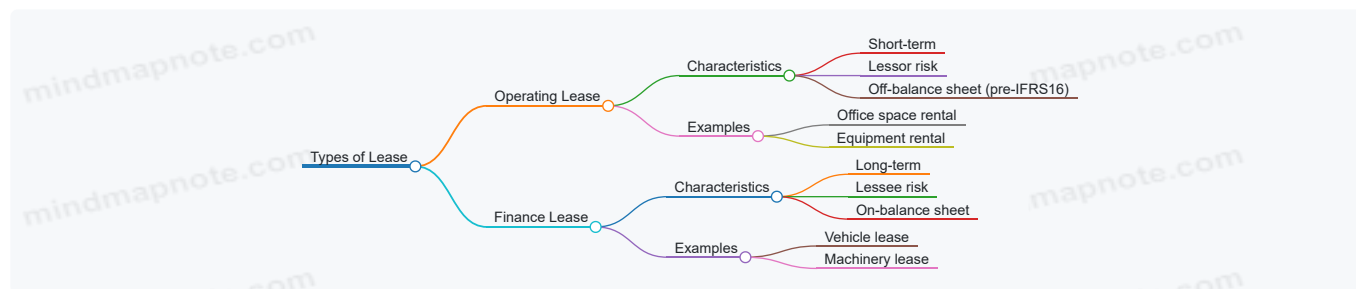 mindmapnote.com
mapnote.com
Types of Lease
Operating Lease
Characteristics
Short-term
Lessor risk
Off-balance sheet (pre-IFRS16)
Examples
Office space rental
Equipment rental
Finance Lease
Characteristics
Long-term
Lessee risk
On-balance sheet
Examples
Vehicle lease
Machinery lease
mindmapnote.com
mapnote.com